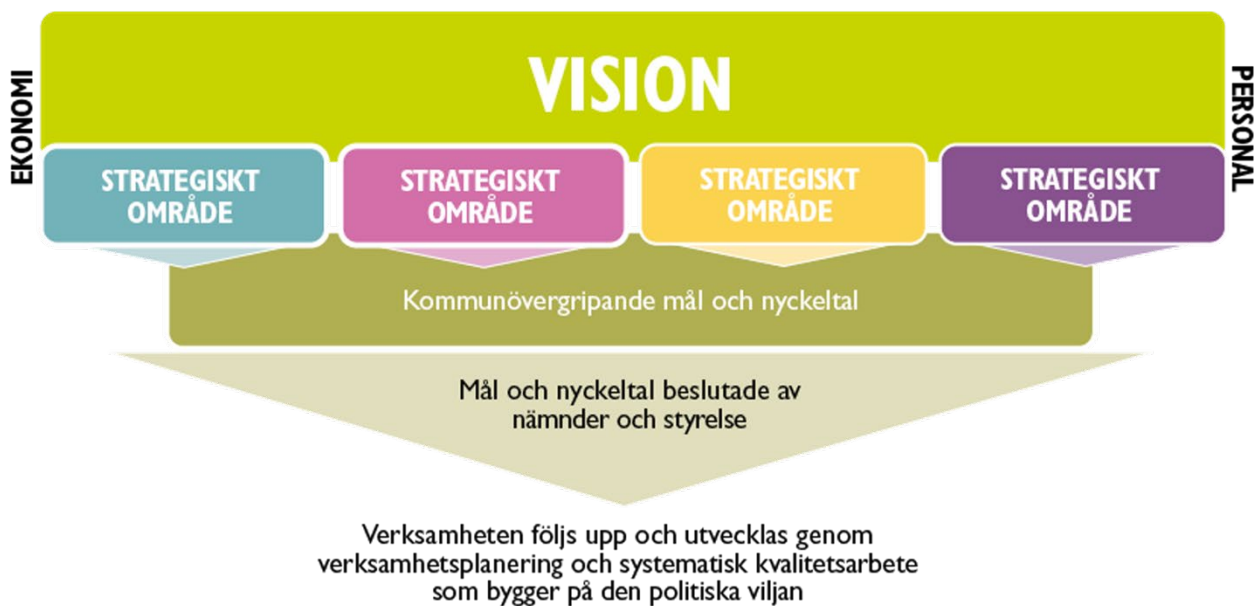 EKONOMI
VISION
PERSONAL
STRATEGISKT
OMRÅDE
STRATEGISKT
OMRÅDE
STRATEGISKT
OMRÅDE
STRATEGISKT
OMRÅDE
Kommunövergripande mål och nyckeltal
Mål och nyckeltal beslutade av
nämnder och styrelse
Verksamheten följs upp och utvecklas genom
verksamhetsplanering och systematisk kvalitetsarbete
som bygger på den politiska viljan